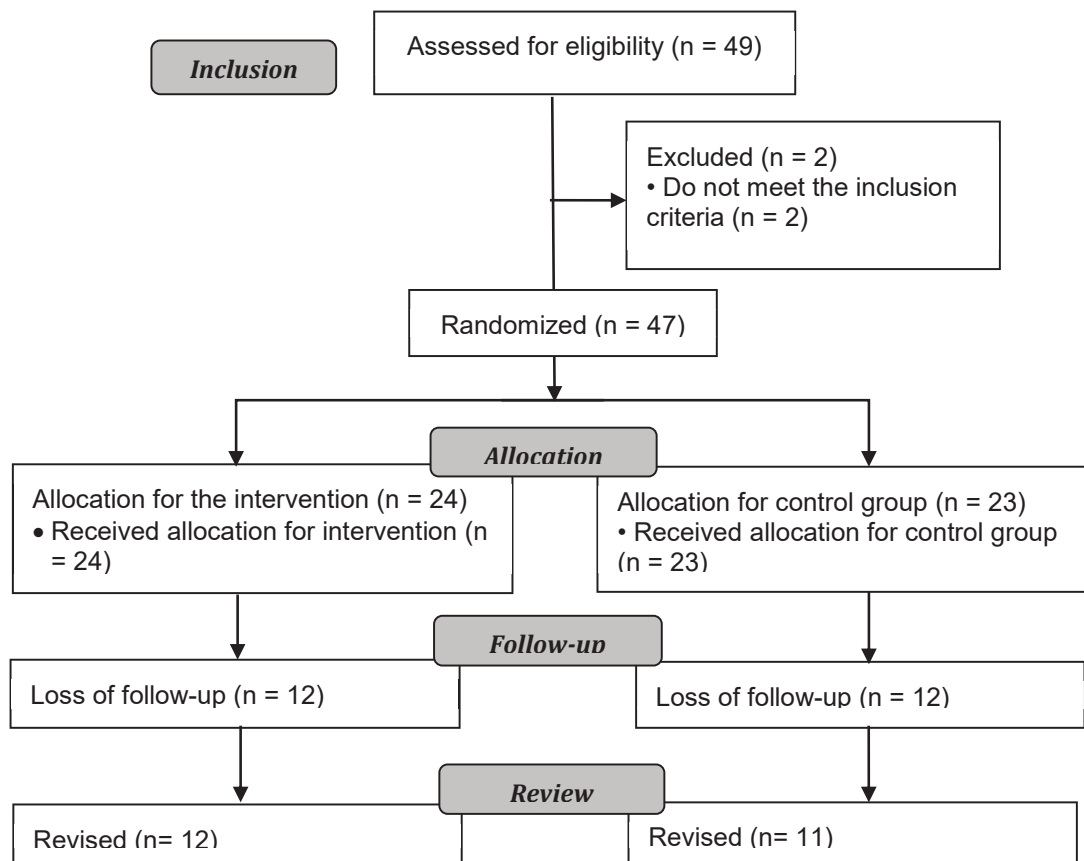 Assessed for eligibility (n = 49)
Inclusion
Excluded (n = 2)
• Do not meet the inclusion
criteria (n = 2)
Randomized (n = 47)
Allocation
Allocation for the intervention (n = 24)
• Received allocation for intervention (n
= 24)
Allocation for control group (n = 23)
• Received allocation for control group
(n = 23)
Follow-up
Loss of follow-up (n = 12)
Loss of follow-up (n = 12)
Review
Revised (n= 12)
Revised (n= 11)